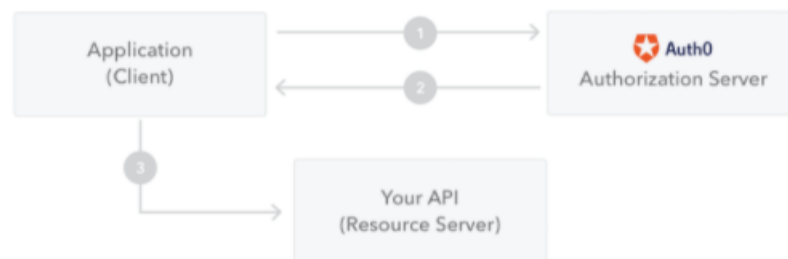 Application
(Client)
1
Auth0
Authorization Server
2
3
Your API
(Resource Server)